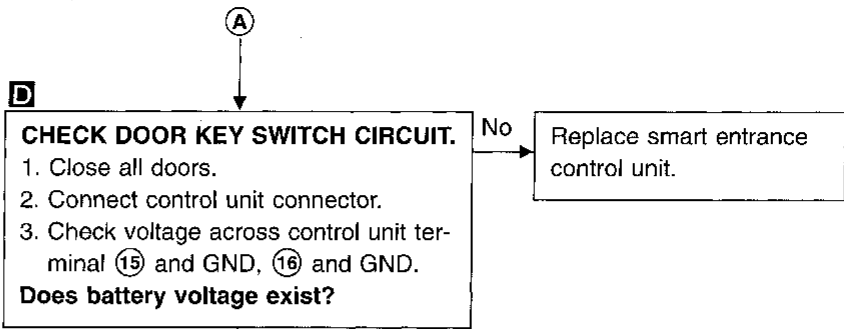 A
D
CHECK DOOR KEY SWITCH CIRCUIT.
1. Close all doors.
2. Connect control unit connector.
3. Check voltage across control unit ter-
minal 15 and GND, 16 and GND.
Does battery voltage exist?
No
Replace smart entrance
control unit.